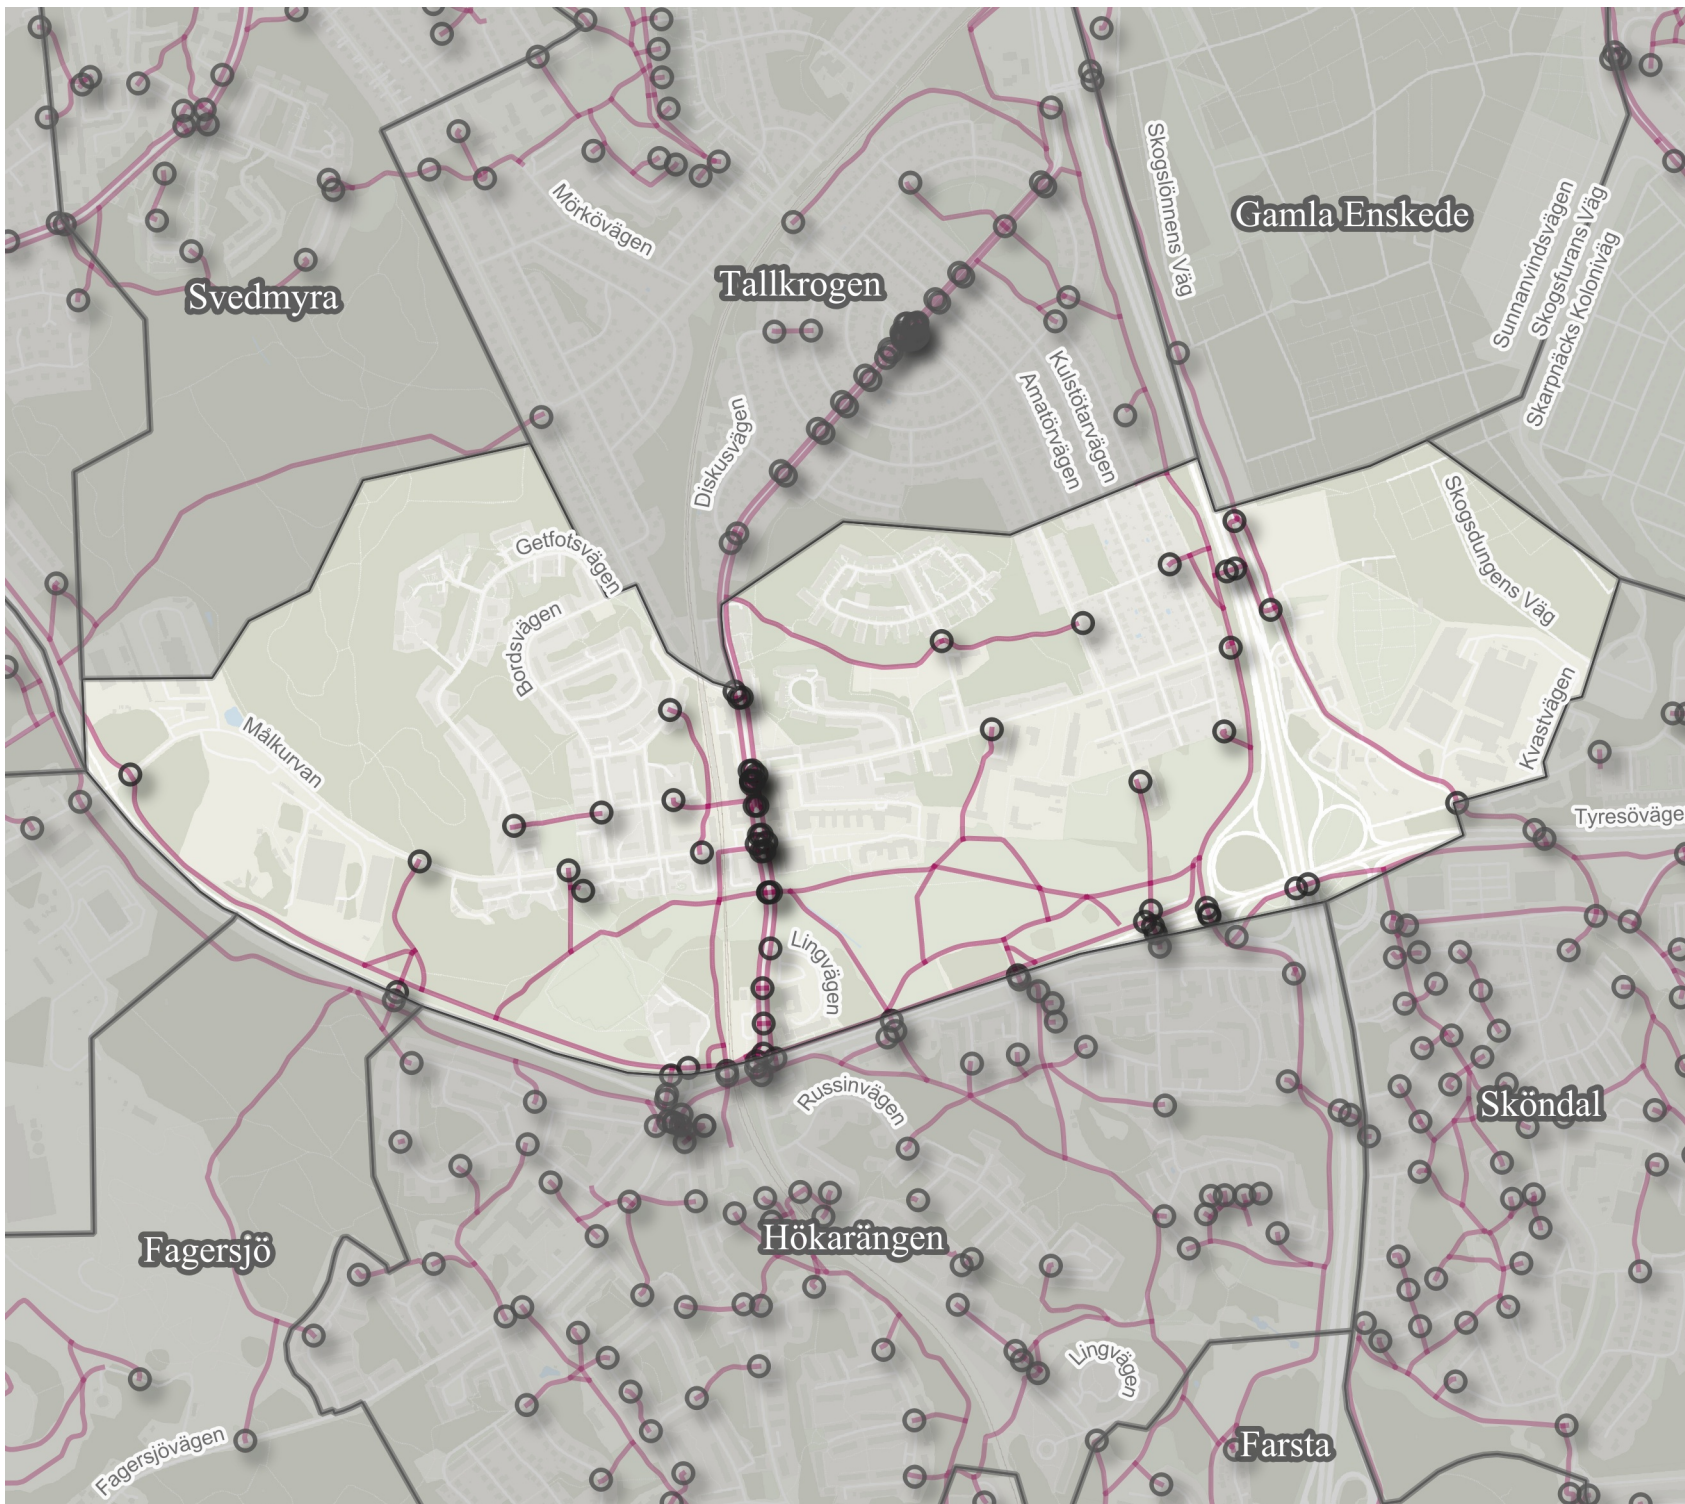 Skogslönnens Väg
Gamla Enskede
Sunnanvindsvägen
Skogsfurans Väg
Skarpnäcks Koloniväg
Mörkövägen
Svedmyra
Tallkrogen
Kulstötarvägen
Amatörvägen
Diskusvägen
Skogsdungens Väg
Getfotsvägen
Bordsvägen
Målkurvan
Kvastvägen
Tyresöväge
Lingvägen
Russinvägen
Sköndal
Hökarängen
Fagersjö
Lingvägen
Fagersjövägen
Farsta